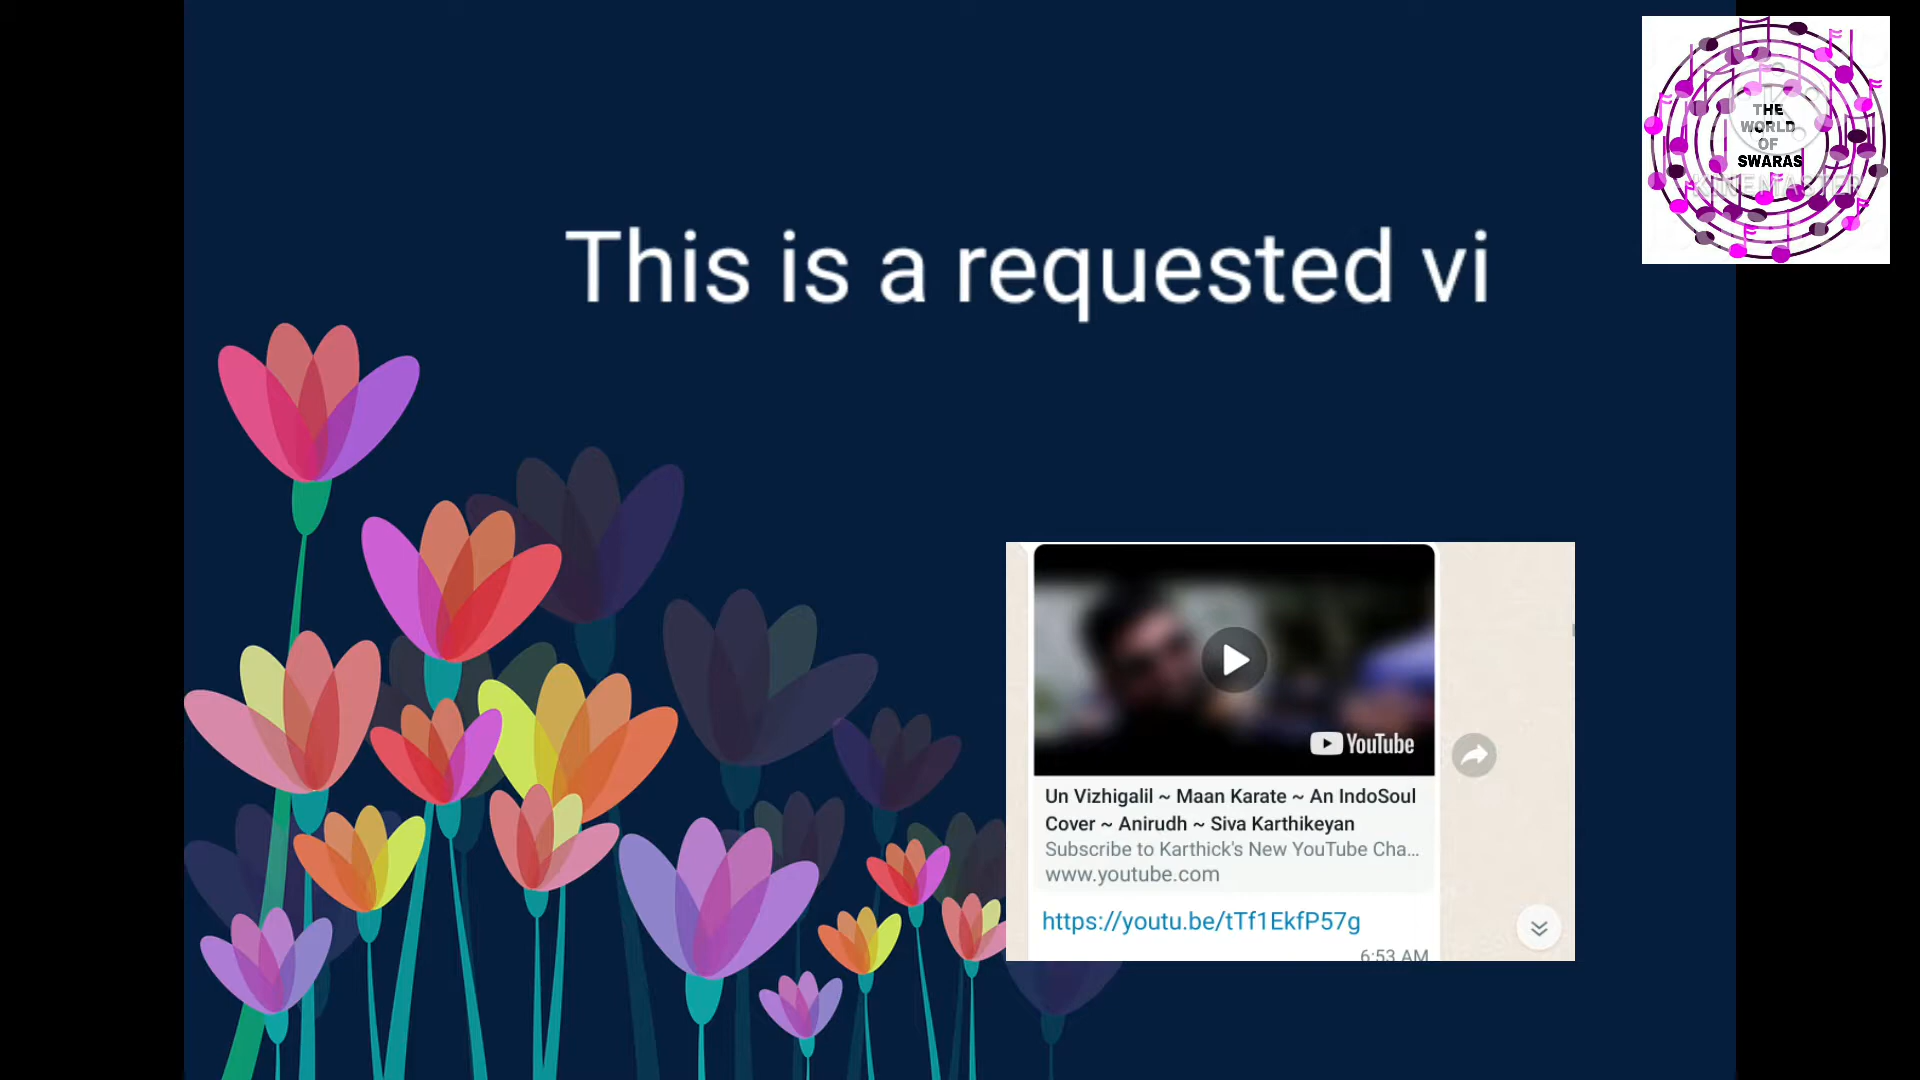 This is a requested vi
THE
WORLD
OF
SWARAS
KINEMASTER
YouTube
Un Vizhigalil ~ Maan Karate ~ An IndoSoul
Cover ~ Anirudh ~ Siva Karthikeyan
Subscribe to Karthick's New YouTube Cha...
www.youtube.com
https://youtu.be/tTf1EkfP57g
6:53 AM